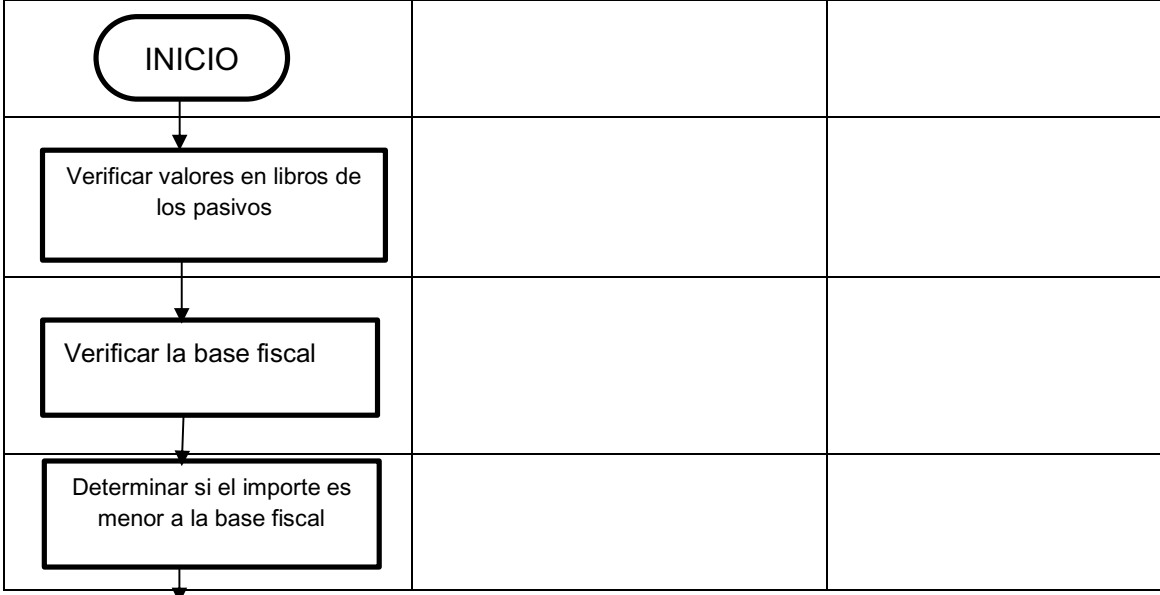 INICIO
Verificar valores en libros de
los pasivos
Verificar la base fiscal
Determinar si el importe es
menor a la base fiscal